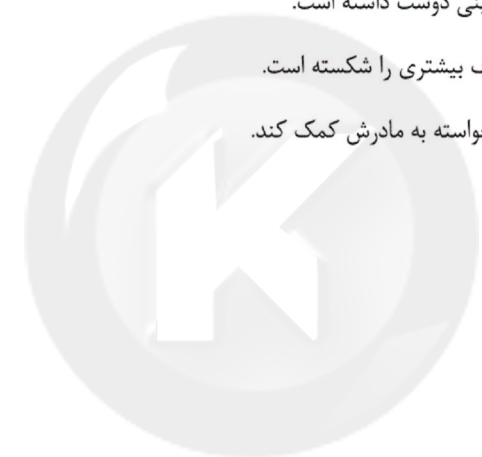 دوست داشته است.
بیشتری را شکسته است.
به مادرش کمک کند.